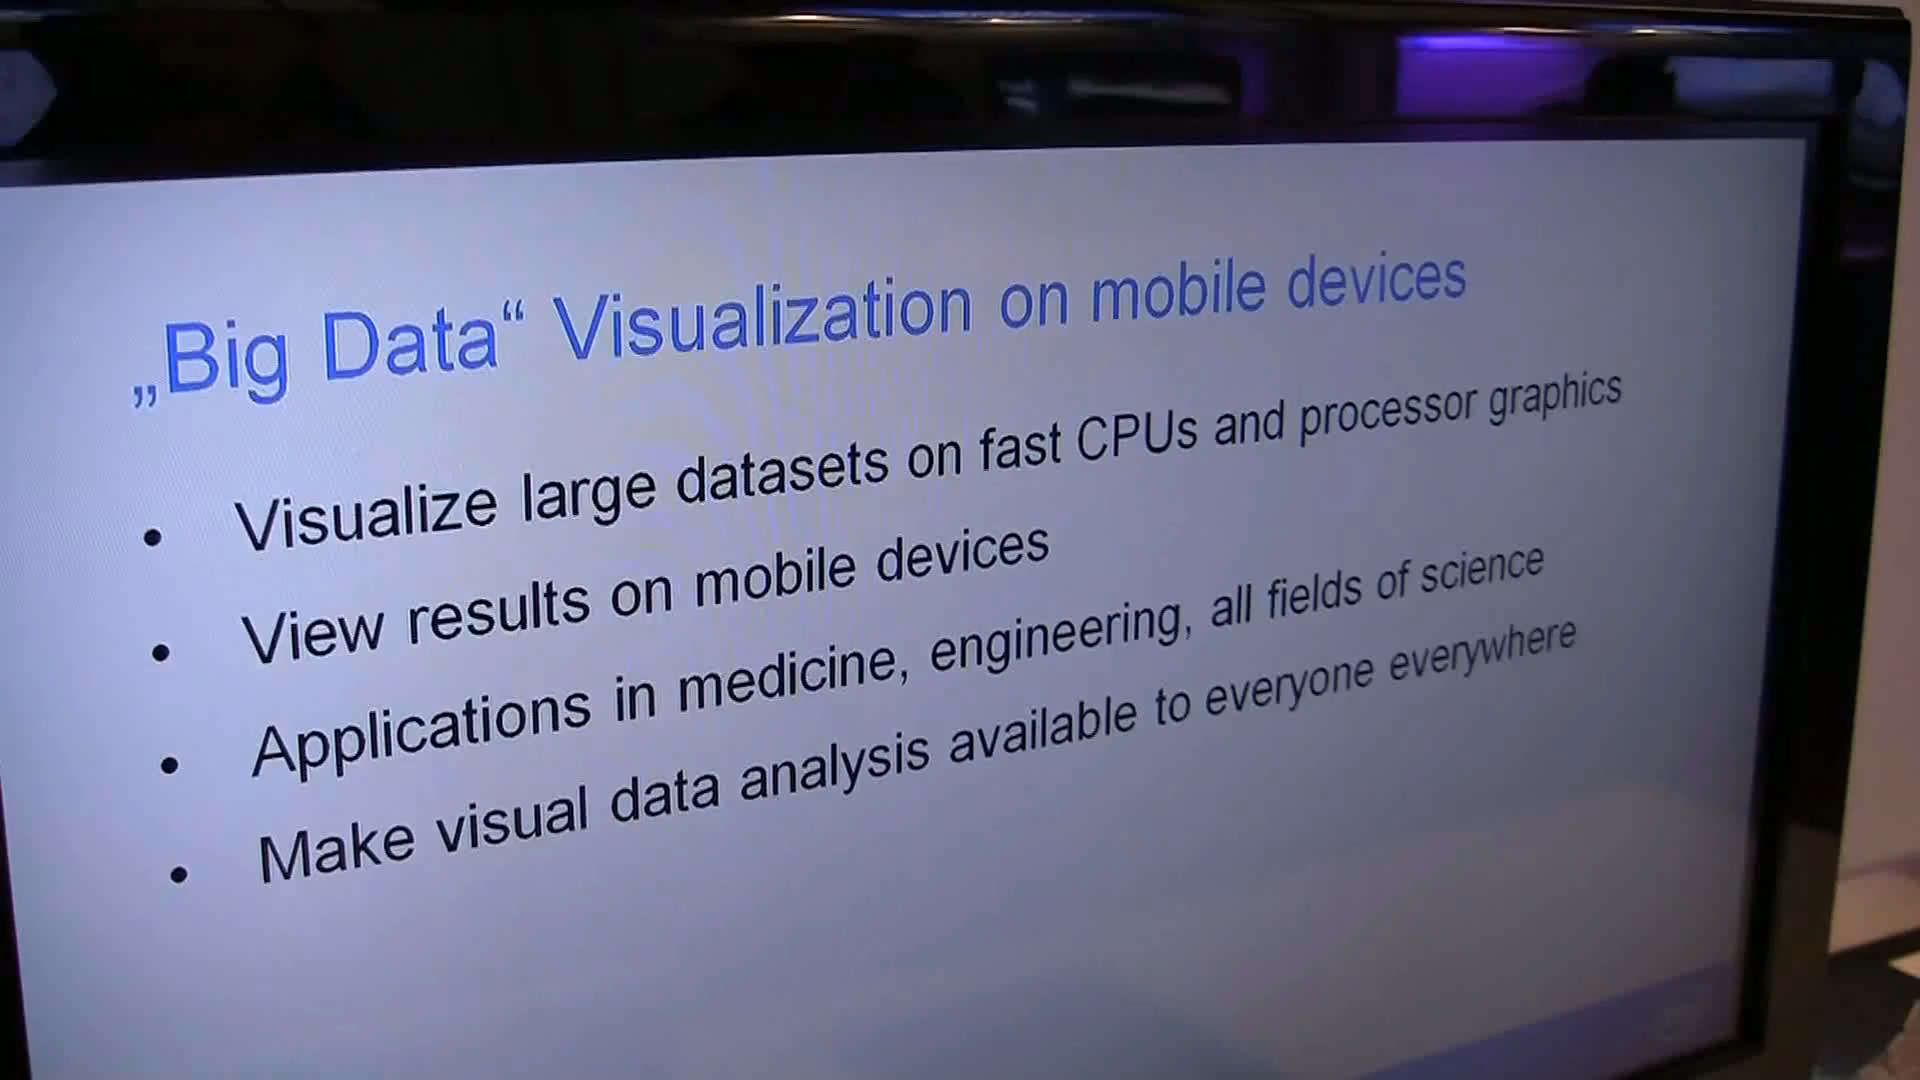 „Big Data“ Visualization on mobile devices
• Visualize large datasets on fast CPUs and processor graphics
• View results on mobile devices
• Applications in medicine, engineering, all fields of science
• Make visual data analysis available to everyone everywhere